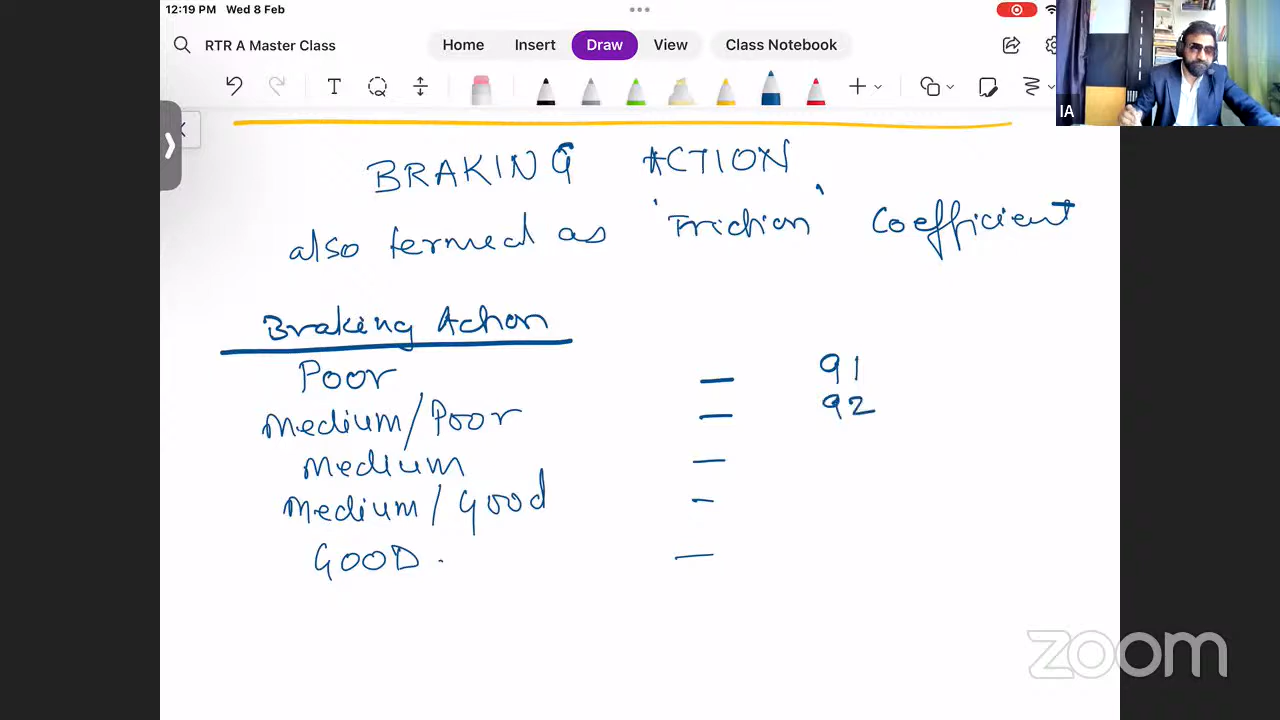 12:19 PM Wed 8 Feb
RTR A Master Class
Home Insert Draw View Class Notebook
IA
BRAKING ACTION
also termed as 'Friction' Coefficient
Braking Action
Poor — 91
Medium/Poor — 92
Medium —
Medium/Good -
GOOD. —
zoom